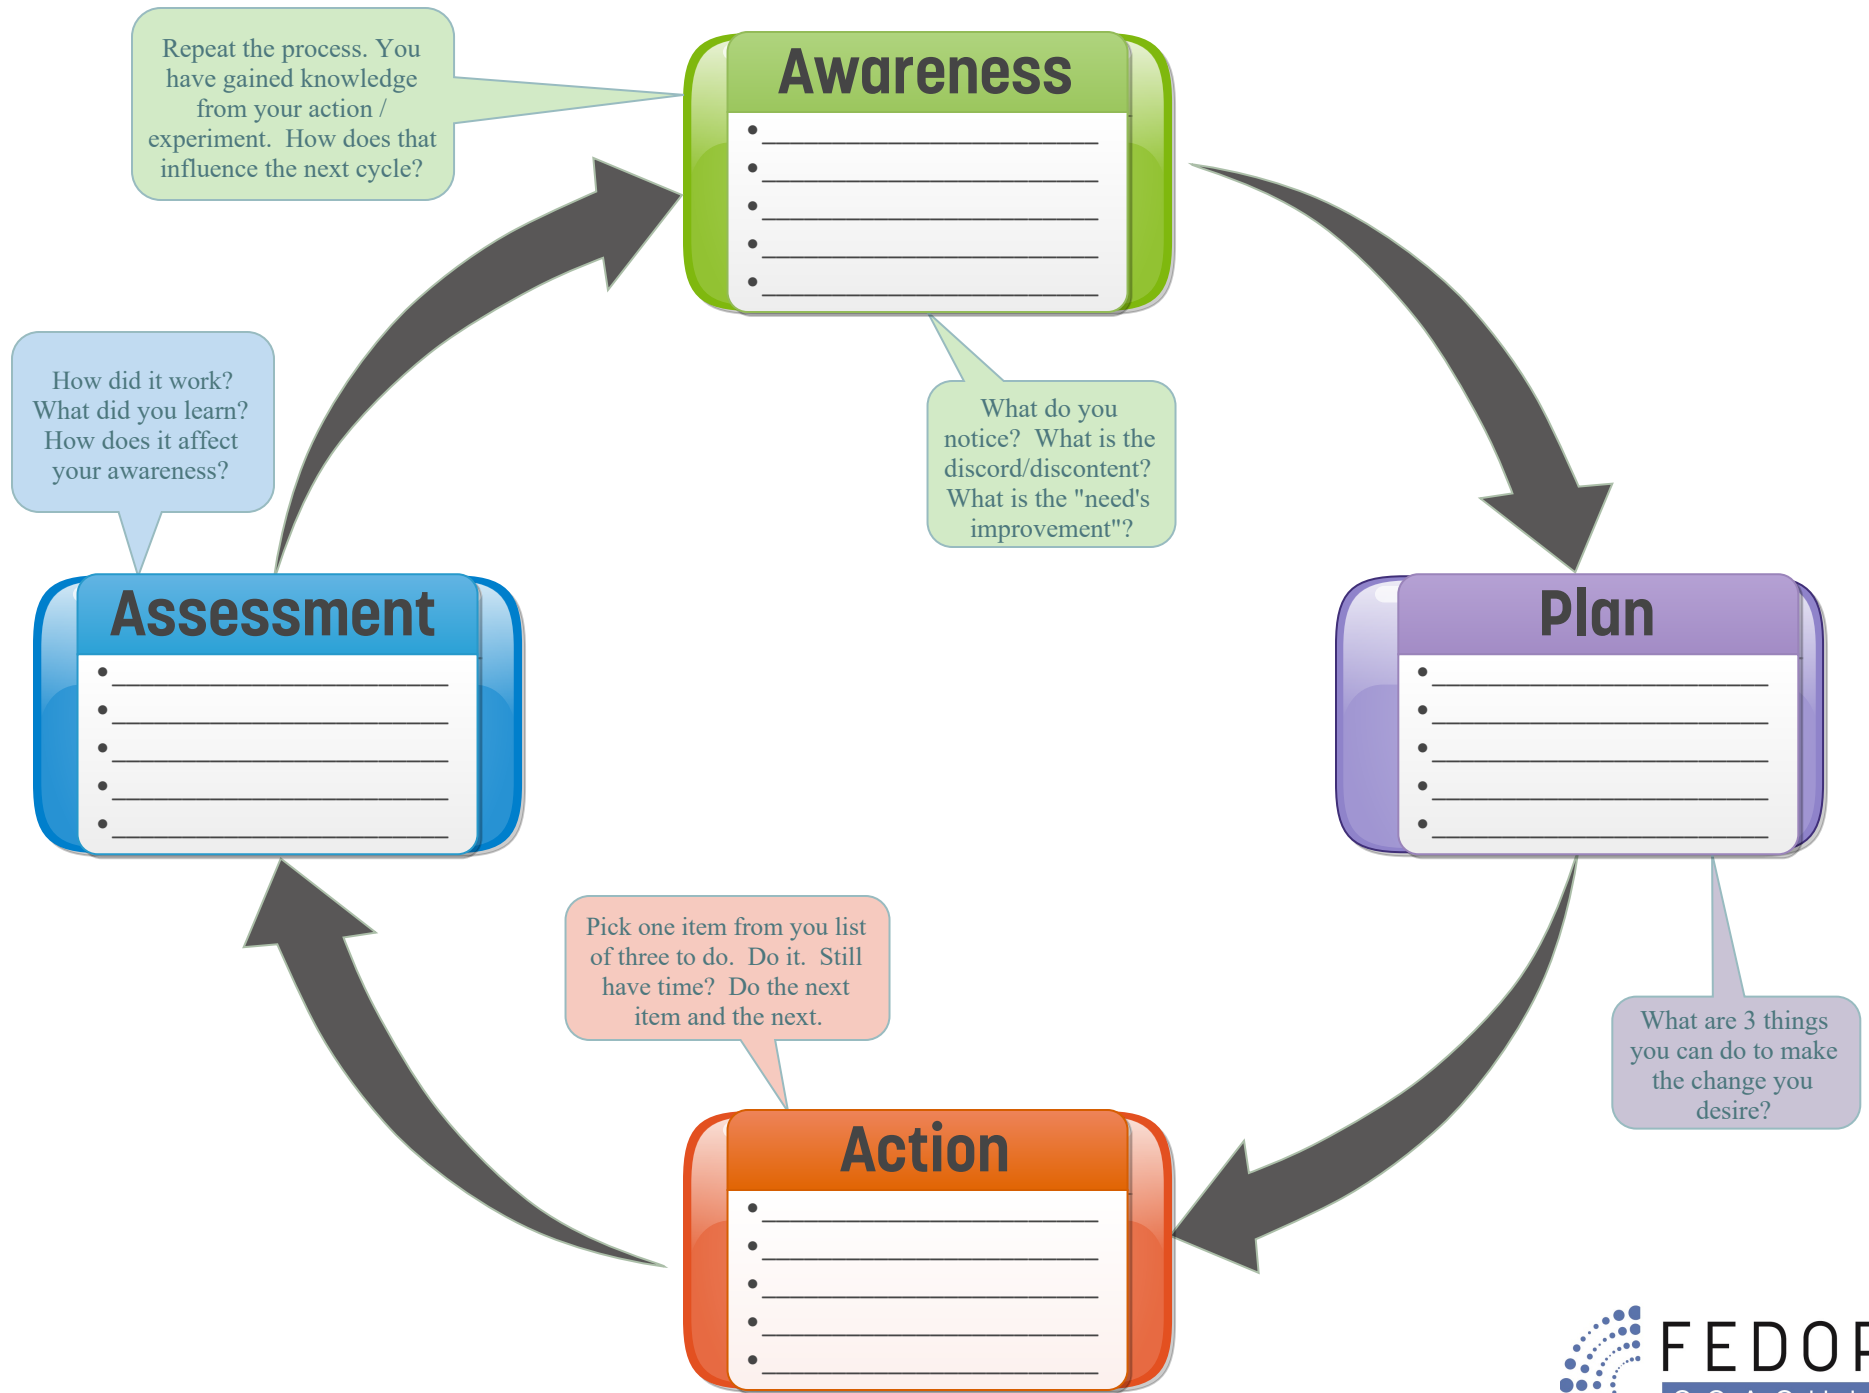 Repeat the process. You
have gained knowledge
from your action /
experiment.  How does that
influence the next cycle?
Awareness
How did it work?
What did you learn?
How does it affect
your awareness?
What do you
notice?  What is the
discord/discontent?
What is the "need's
improvement"?
Assessment
Plan
Pick one item from you list
of three to do.  Do it.  Still
have time?  Do the next
item and the next.
What are 3 things
you can do to make
the change you
desire?
Action